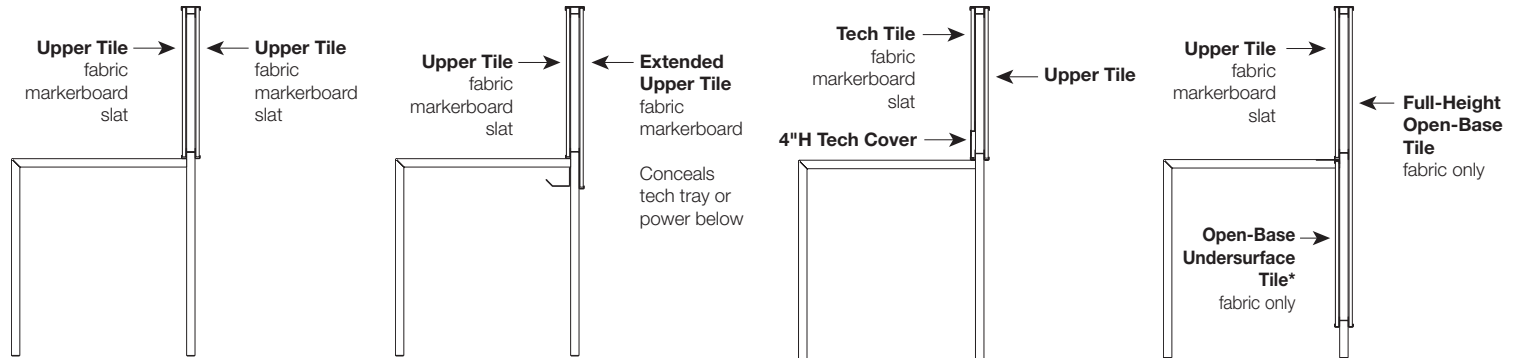 Upper Tile
fabric
markerboard
slat
Upper Tile
fabric
markerboard
slat
Upper Tile
fabric
markerboard
slat
Extended
Upper Tile
fabric
markerboard
Conceals
tech tray or
power below
Tech Tile
fabric
markerboard
slat
4"H Tech Cover
Upper Tile
Upper Tile
fabric
markerboard
slat
Open-Base
Undersurface
Tile*
fabric only
Full-Height
Open-Base
Tile
fabric only